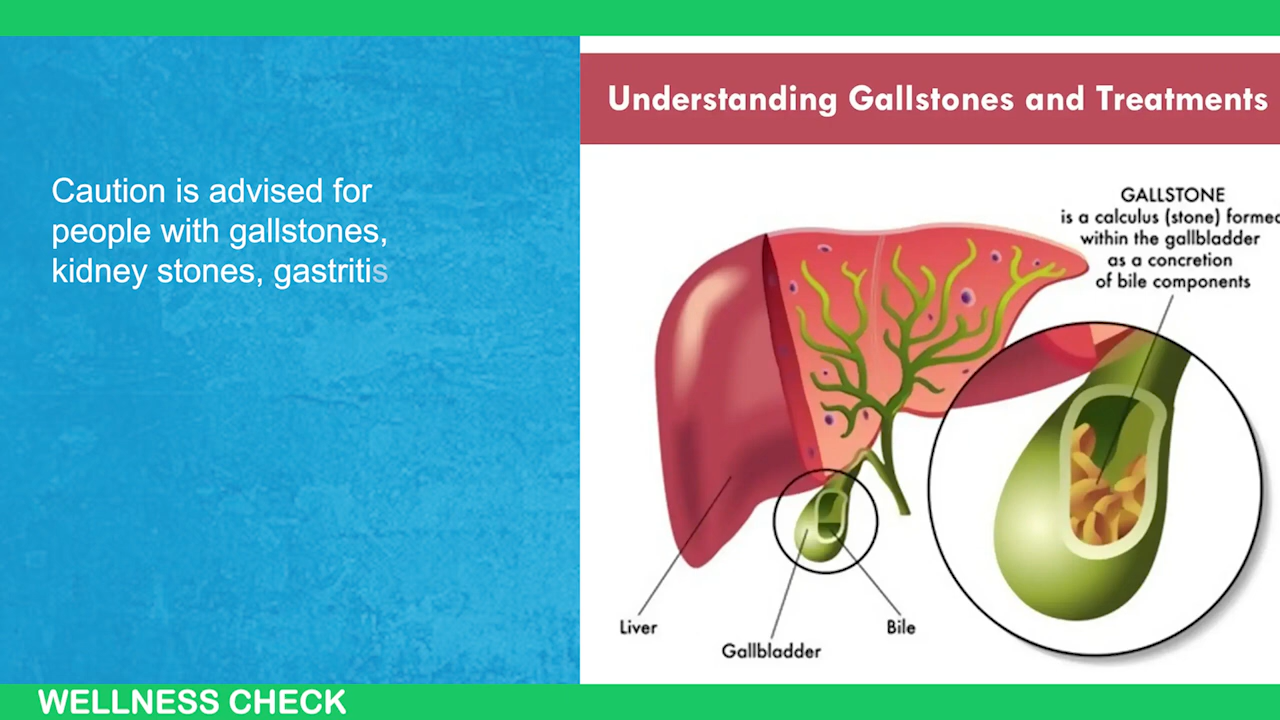 Understanding Gallstones and Treatments
Caution is advised for
people with gallstones,
kidney stones, gastritis
GALLSTONE
is a calculus (stone) formed
within the gallbladder
as a concretion
of bile components
Liver
Gallbladder
Bile
WELLNESS CHECK